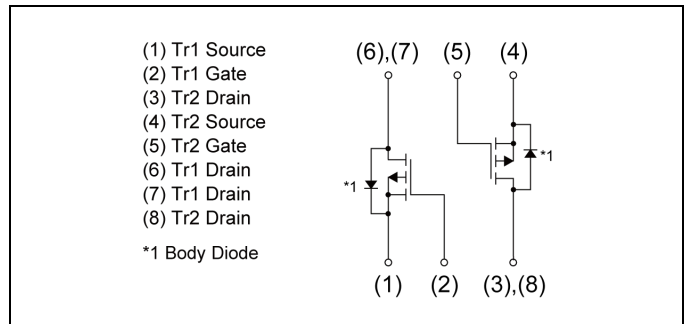 (1) Tr1 Source
(2) Tr1 Gate
(3) Tr2 Drain
(4) Tr2 Source
(5) Tr2 Gate
(6) Tr1 Drain
(7) Tr1 Drain
(8) Tr2 Drain
*1 Body Diode
(6),(7) (5) (4)
*1
*1
(1) (2) (3),(8)